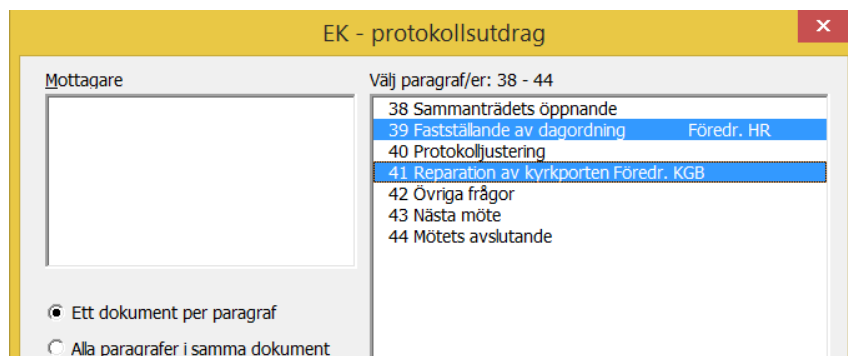 EK - protokollsutdrag
Mottagare
Välj paragraf/er: 38 - 44
38 Sammanträdets öppnande
39 Fastställande av dagordning Föredr. HR
40 Protokolljustering
41 Reparation av kyrkporten Föredr. KGB
42 Övriga frågor
43 Nästa möte
44 Mötets avslutande
Ett dokument per paragraf
Alla paragrafer i samma dokument